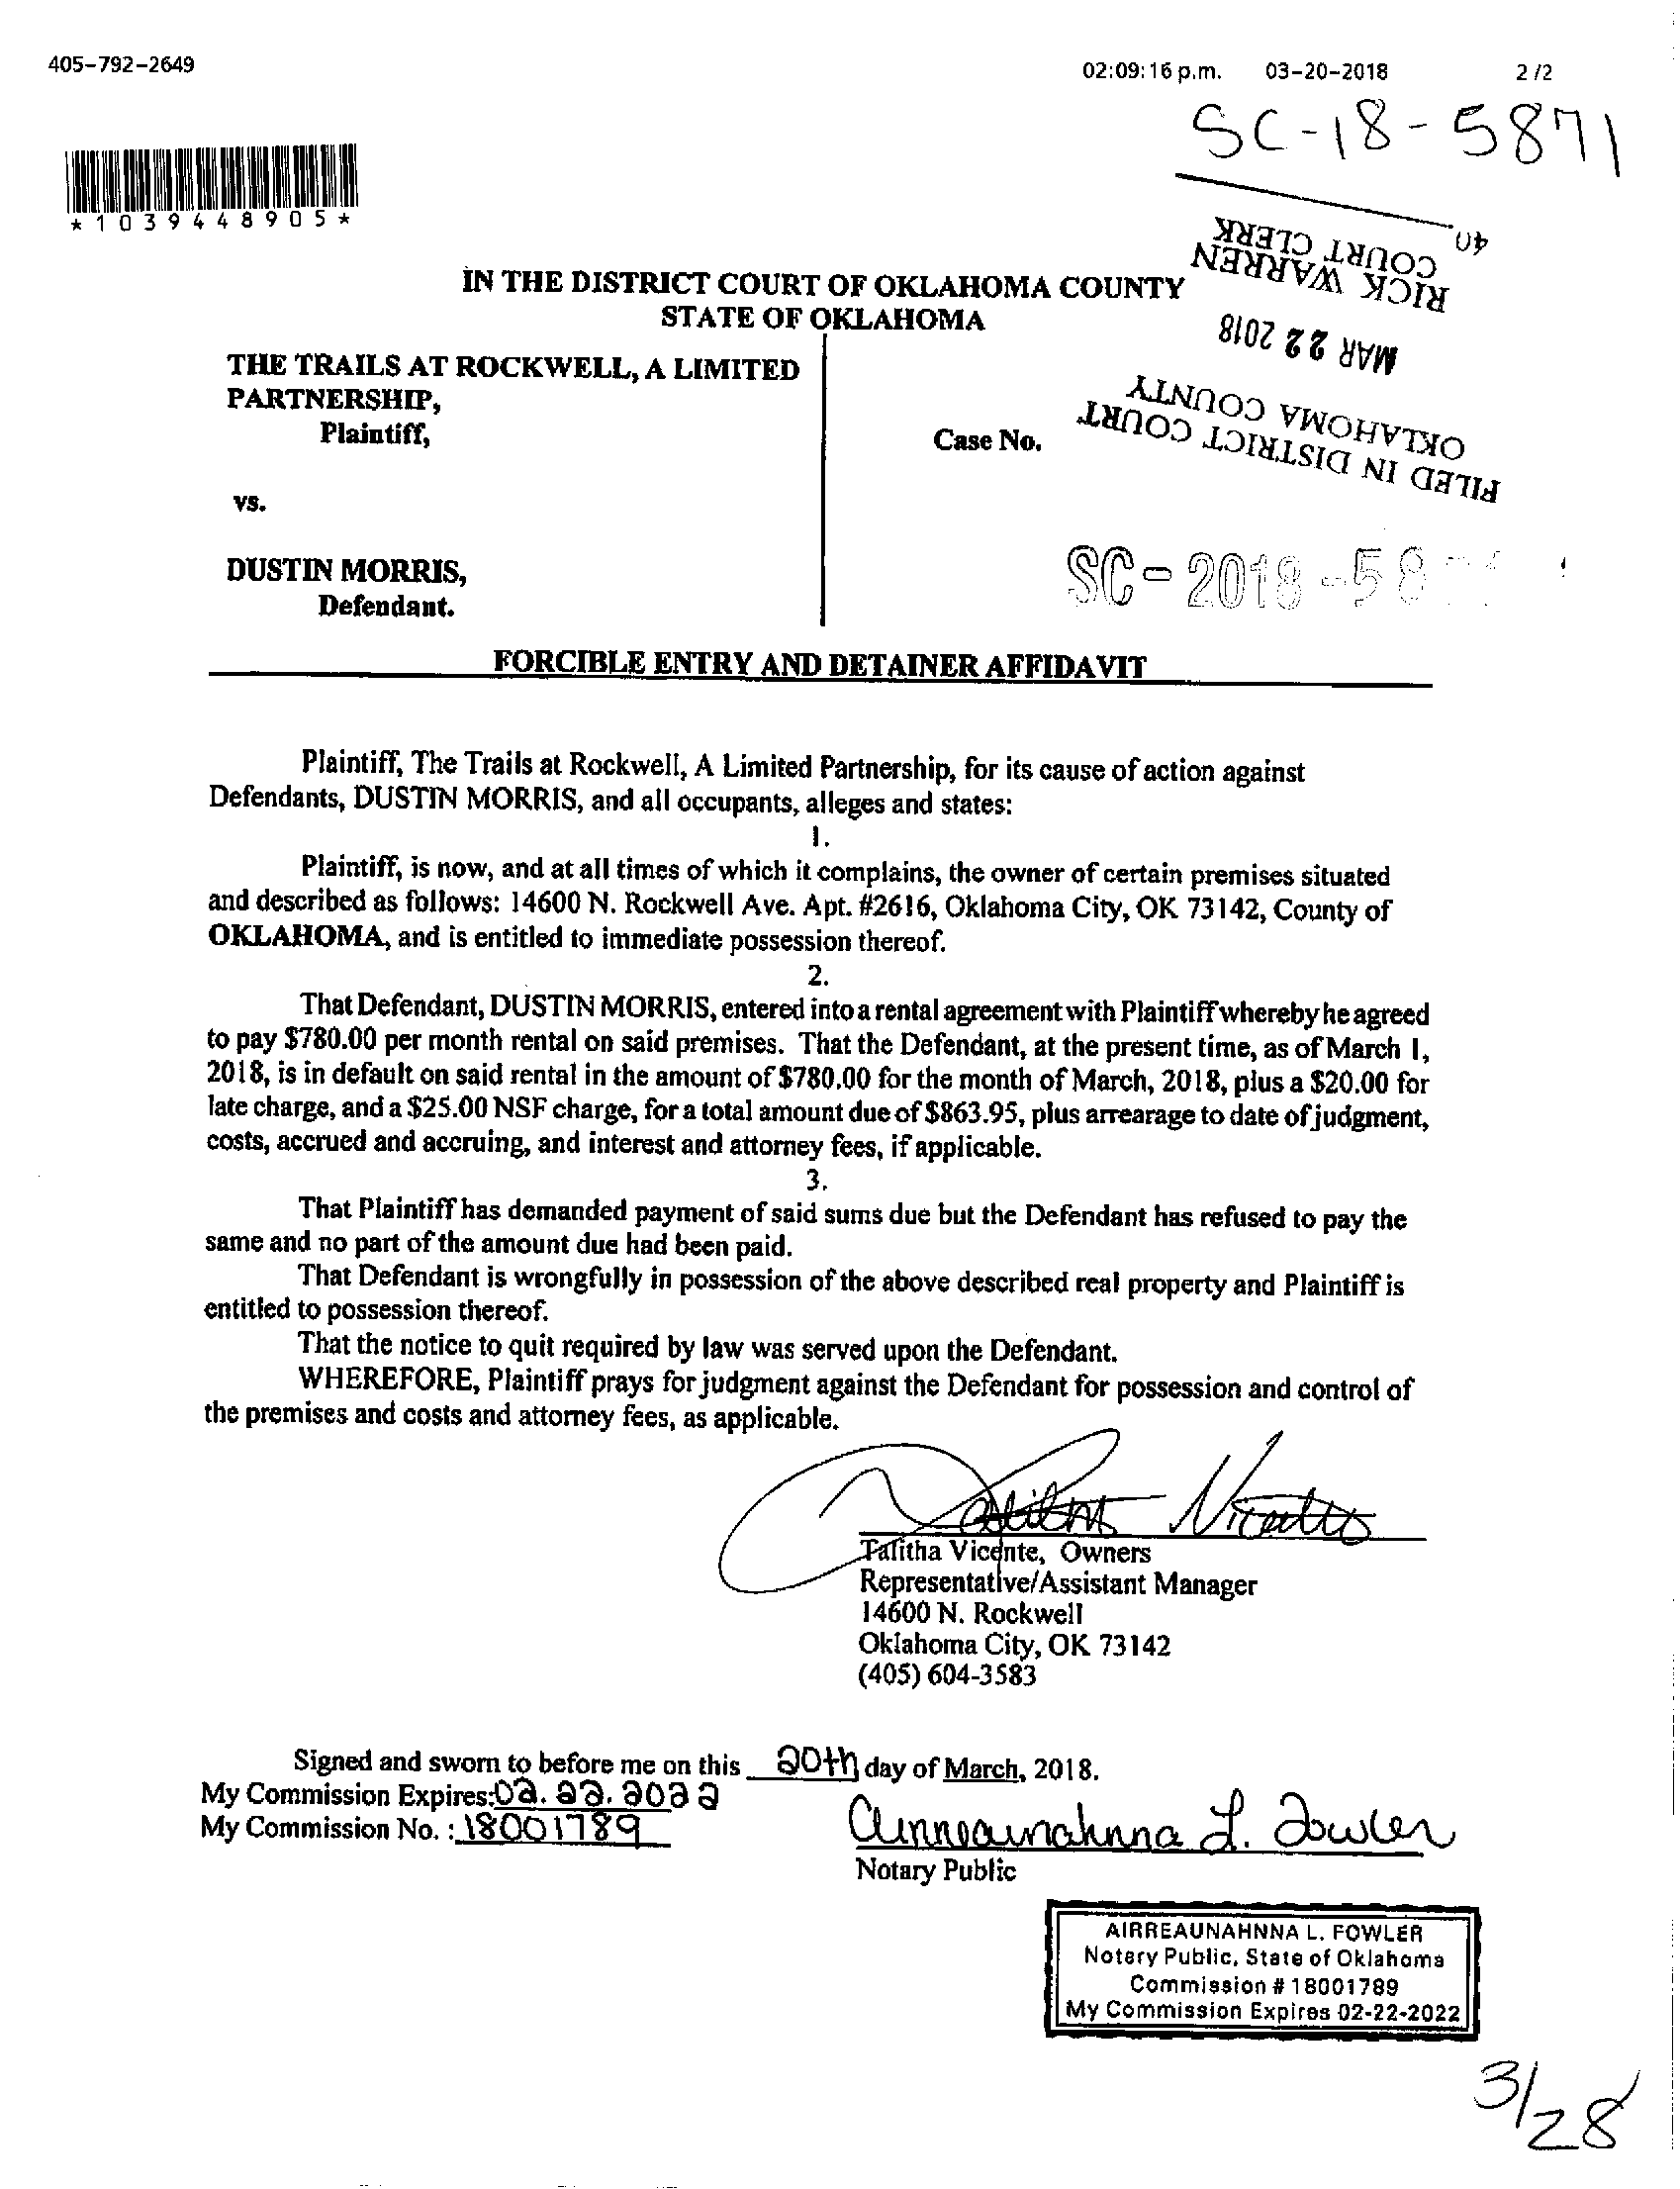 405-792-2649 02:09:16 p.m. 03-20-2018 2 /2
SC-18-5871
*1039448905*
40
RICK WARREN
COURT CLERK
MAR 22 2018
FILED IN DISTRICT COURT
OKLAHOMA COUNTY
IN THE DISTRICT COURT OF OKLAHOMA COUNTY
STATE OF OKLAHOMA
THE TRAILS AT ROCKWELL, A LIMITED
PARTNERSHIP,
Plaintiff,
Case No.
vs.
DUSTIN MORRIS,
Defendant.
SC-2018-58
FORCIBLE ENTRY AND DETAINER AFFIDAVIT
Plaintiff, The Trails at Rockwell, A Limited Partnership, for its cause of action against
Defendants, DUSTIN MORRIS, and all occupants, alleges and states:
1.
Plaintiff, is now, and at all times of which it complains, the owner of certain premises situated
and described as follows: 14600 N. Rockwell Ave. Apt. #2616, Oklahoma City, OK 73142, County of
OKLAHOMA, and is entitled to immediate possession thereof.
2.
That Defendant, DUSTIN MORRIS, entered into a rental agreement with Plaintiff whereby he agreed
to pay $780.00 per month rental on said premises. That the Defendant, at the present time, as of March 1,
2018, is in default on said rental in the amount of $780.00 for the month of March, 2018, plus a $20.00 for
late charge, and a $25.00 NSF charge, for a total amount due of $863.95, plus arrearage to date of judgment,
costs, accrued and accruing, and interest and attorney fees, if applicable.
3.
That Plaintiff has demanded payment of said sums due but the Defendant has refused to pay the
same and no part of the amount due had been paid.
That Defendant is wrongfully in possession of the above described real property and Plaintiff is
entitled to possession thereof.
That the notice to quit required by law was served upon the Defendant.
WHEREFORE, Plaintiff prays for judgment against the Defendant for possession and control of
the premises and costs and attorney fees, as applicable.
Talitha Vicente, Owners
Representative/Assistant Manager
14600 N. Rockwell
Oklahoma City, OK 73142
(405) 604-3583
Signed and sworn to before me on this 20th day of March, 2018.
My Commission Expires: 02.22.2022
My Commission No. : 18001789
Notary Public
AIRREAUNAHNNA L. FOWLER
Notary Public, State of Oklahoma
Commission # 18001789
My Commission Expires 02-22-2022
3/28